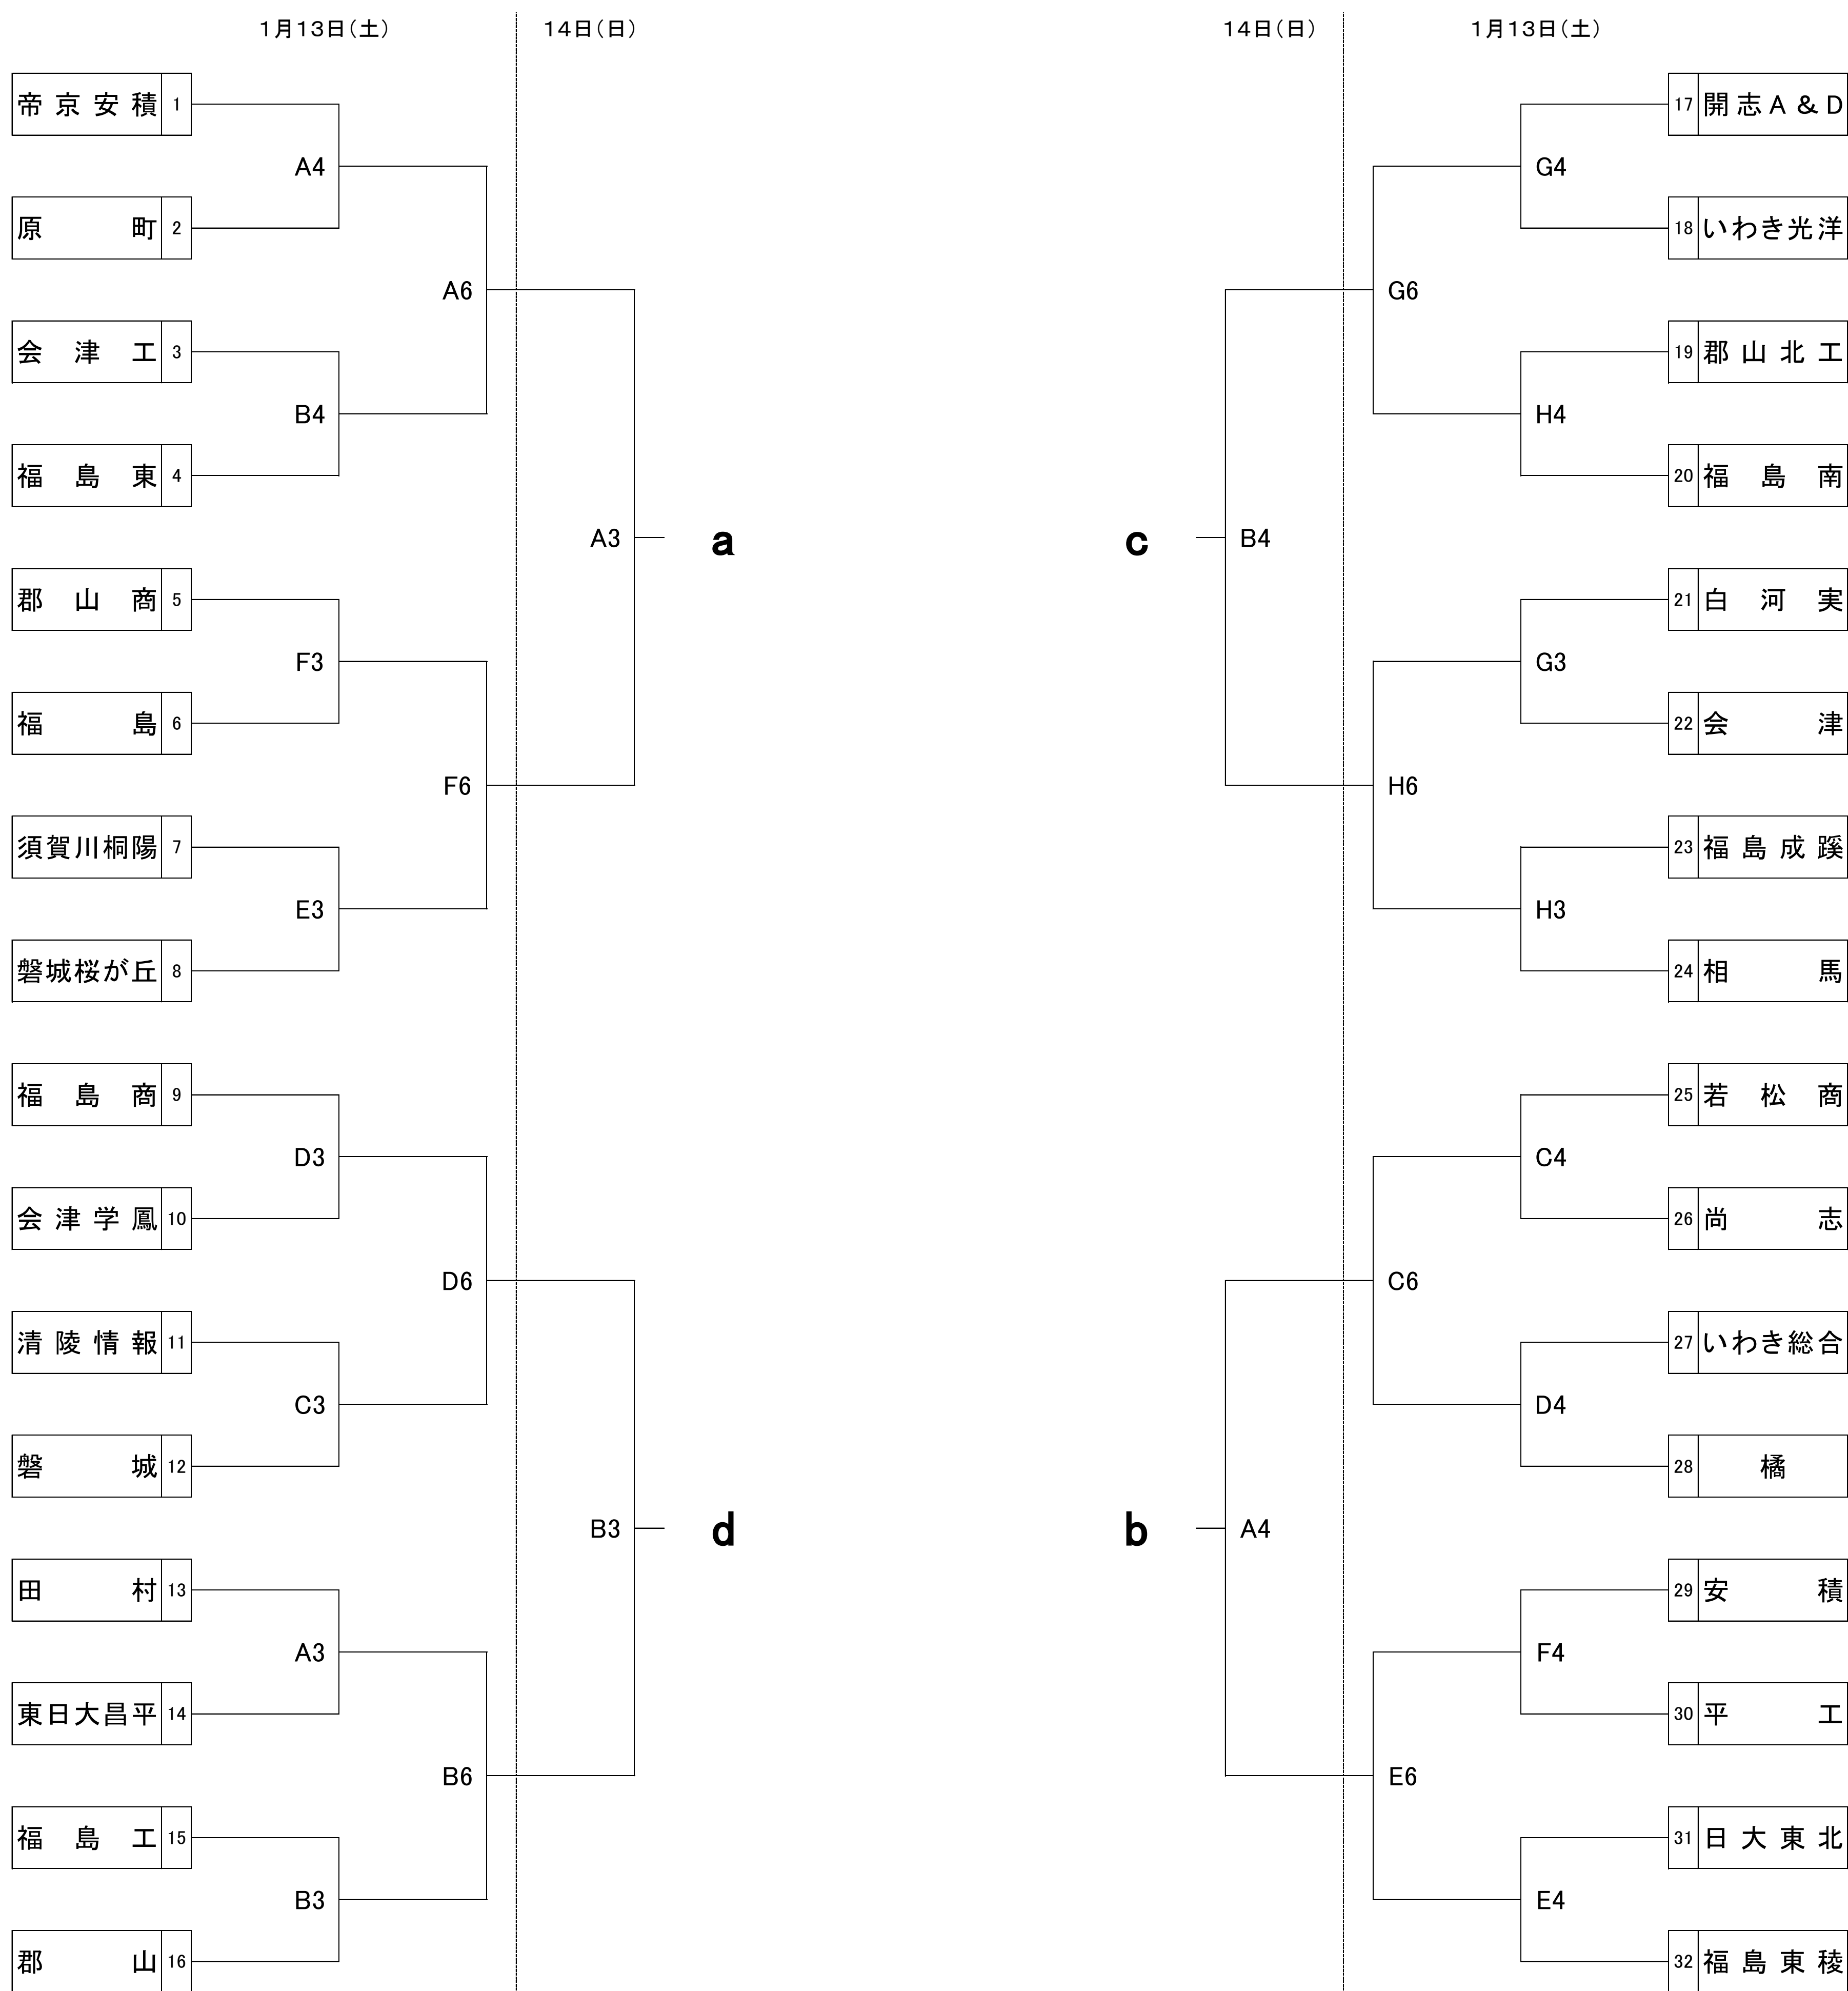 1月13日(土) 14日(日) 14日(日) 1月13日(土)
帝京安積 1 17 開志A&D
A4 G4
原町 2 18 いわき光洋
A6 G6
会津工 3 19 郡山北工
B4 H4
福島東 4 20 福島南
A3 a c B4
郡山商 5 21 白河実
F3 G3
福島 6 22 会津
F6 H6
須賀川桐陽 7 23 福島成蹊
E3 H3
磐城桜が丘 8 24 相馬
福島商 9 25 若松商
D3 C4
会津学鳳 10 26 尚志
D6 C6
清陵情報 11 27 いわき総合
C3 D4
磐城 12 28 橘
B3 d b A4
田村 13 29 安積
A3 F4
東日大昌平 14 30 平工
B6 E6
福島工 15 31 日大東北
B3 E4
郡山 16 32 福島東稜